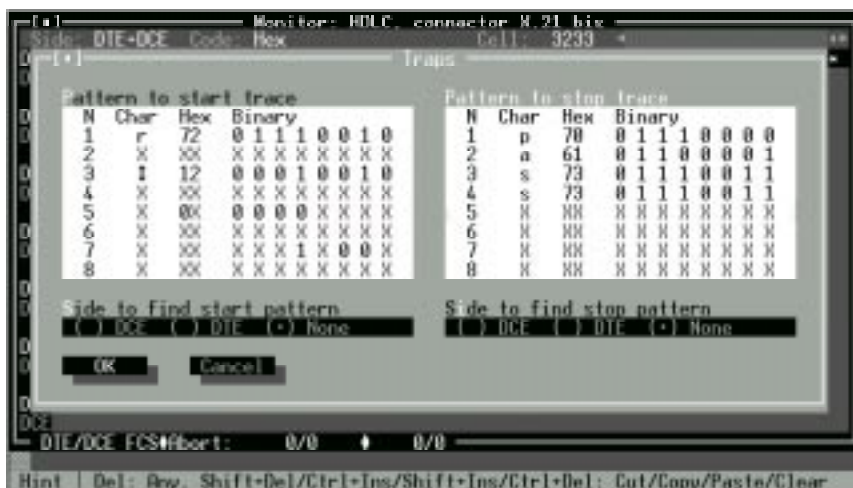 [▪] Monitor: HDLC, connector X.21 bis
Side: DTE+DCE Code: Hex Cell: 3233
Traps
Pattern to start trace
N Char Hex Binary
1 r 72 0 1 1 1 0 0 1 0
2 X XX X X X X X X X X
3 ↕ 12 0 0 0 1 0 0 1 0
4 X XX X X X X X X X X
5 X 0X 0 0 0 0 X X X X
6 X XX X X X X X X X X
7 X XX X X X 1 X 0 0 X
8 X XX X X X X X X X X
Pattern to stop trace
N Char Hex Binary
1 p 70 0 1 1 1 0 0 0 0
2 a 61 0 1 1 0 0 0 0 1
3 s 73 0 1 1 1 0 0 1 1
4 s 73 0 1 1 1 0 0 1 1
5 X XX X X X X X X X X
6 X XX X X X X X X X X
7 X XX X X X X X X X X
8 X XX X X X X X X X X
Side to find start pattern
( ) DCE ( ) DTE (•) None
Side to find stop pattern
( ) DCE ( ) DTE (•) None
OK Cancel
DCE
DTE/DCE FCS♦Abort: 0/0 ♦ 0/0
Hint | Del: Any. Shift+Del/Ctrl+Ins/Shift+Ins/Ctrl+Del: Cut/Copy/Paste/Clear